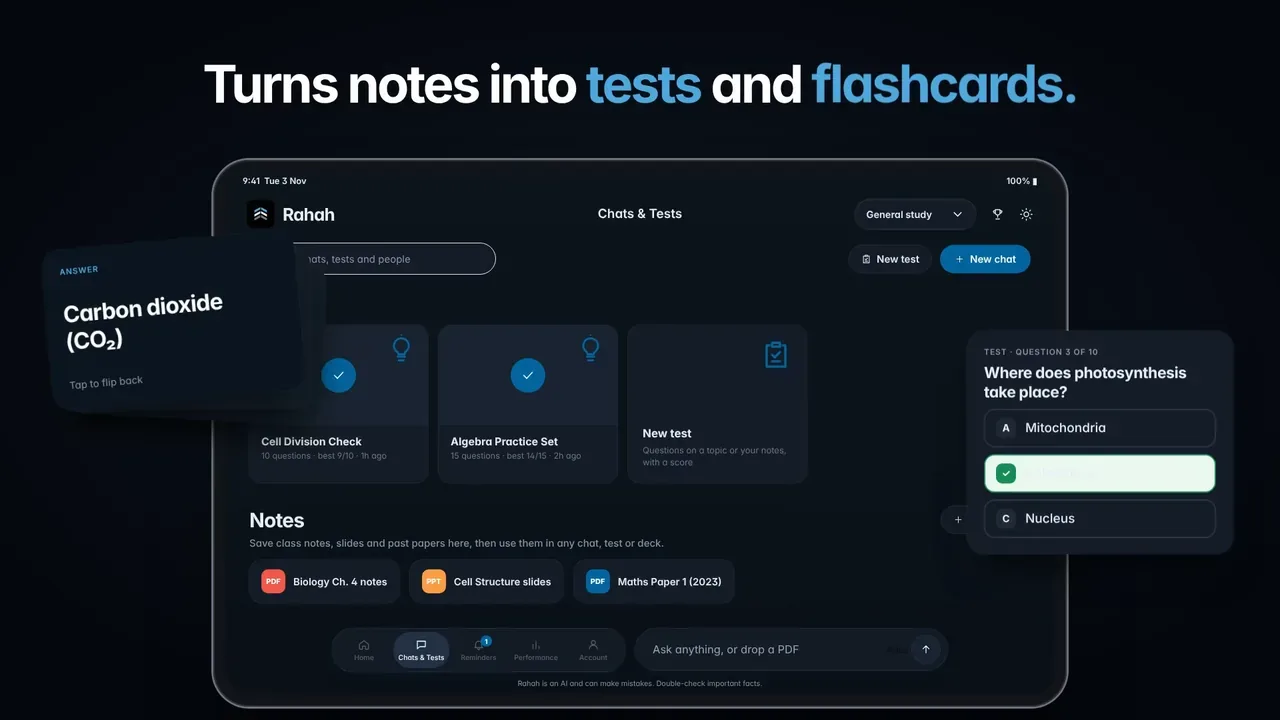 Turns notes into tests and flashcards.
9:41 Tue 3 Nov
100%
Rahah
Chats & Tests
General study
tests and people
New test
+ New chat
ANSWER
Carbon dioxide
(CO₂)
Tap to flip back
Cell Division Check
10 questions · best 9/10 · 1h ago
Algebra Practice Set
15 questions · best 14/15 · 2h ago
New test
Questions on a topic or your notes,
with a score
TEST · QUESTION 3 OF 10
Where does photosynthesis
take place?
A Mitochondria
C Nucleus
+
Notes
Save class notes, slides and past papers here, then use them in any chat, test or deck.
PDF Biology Ch. 4 notes
PPT Cell Structure slides
PDF Maths Paper 1 (2023)
Home
Chats & Tests
1
Reminders
Performance
Account
Ask anything, or drop a PDF
Rahah is an AI and can make mistakes. Double-check important facts.